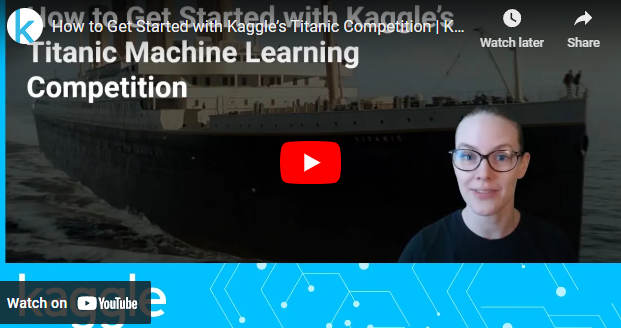 How to Get Started with Kaggle's
k
How to Get Started with Kaggle's Titanic Competition | K...
Watch later
Share
Titanic Machine Learning
Competition
TITANIC
kaggle
Watch on YouTube